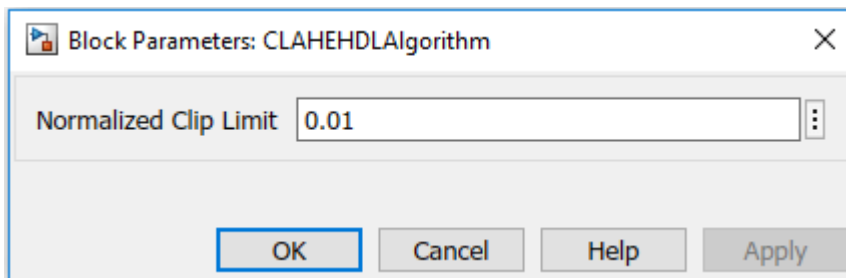 Block Parameters: CLAHEHDLAlgorithm
Normalized Clip Limit 0.01
OK Cancel Help Apply